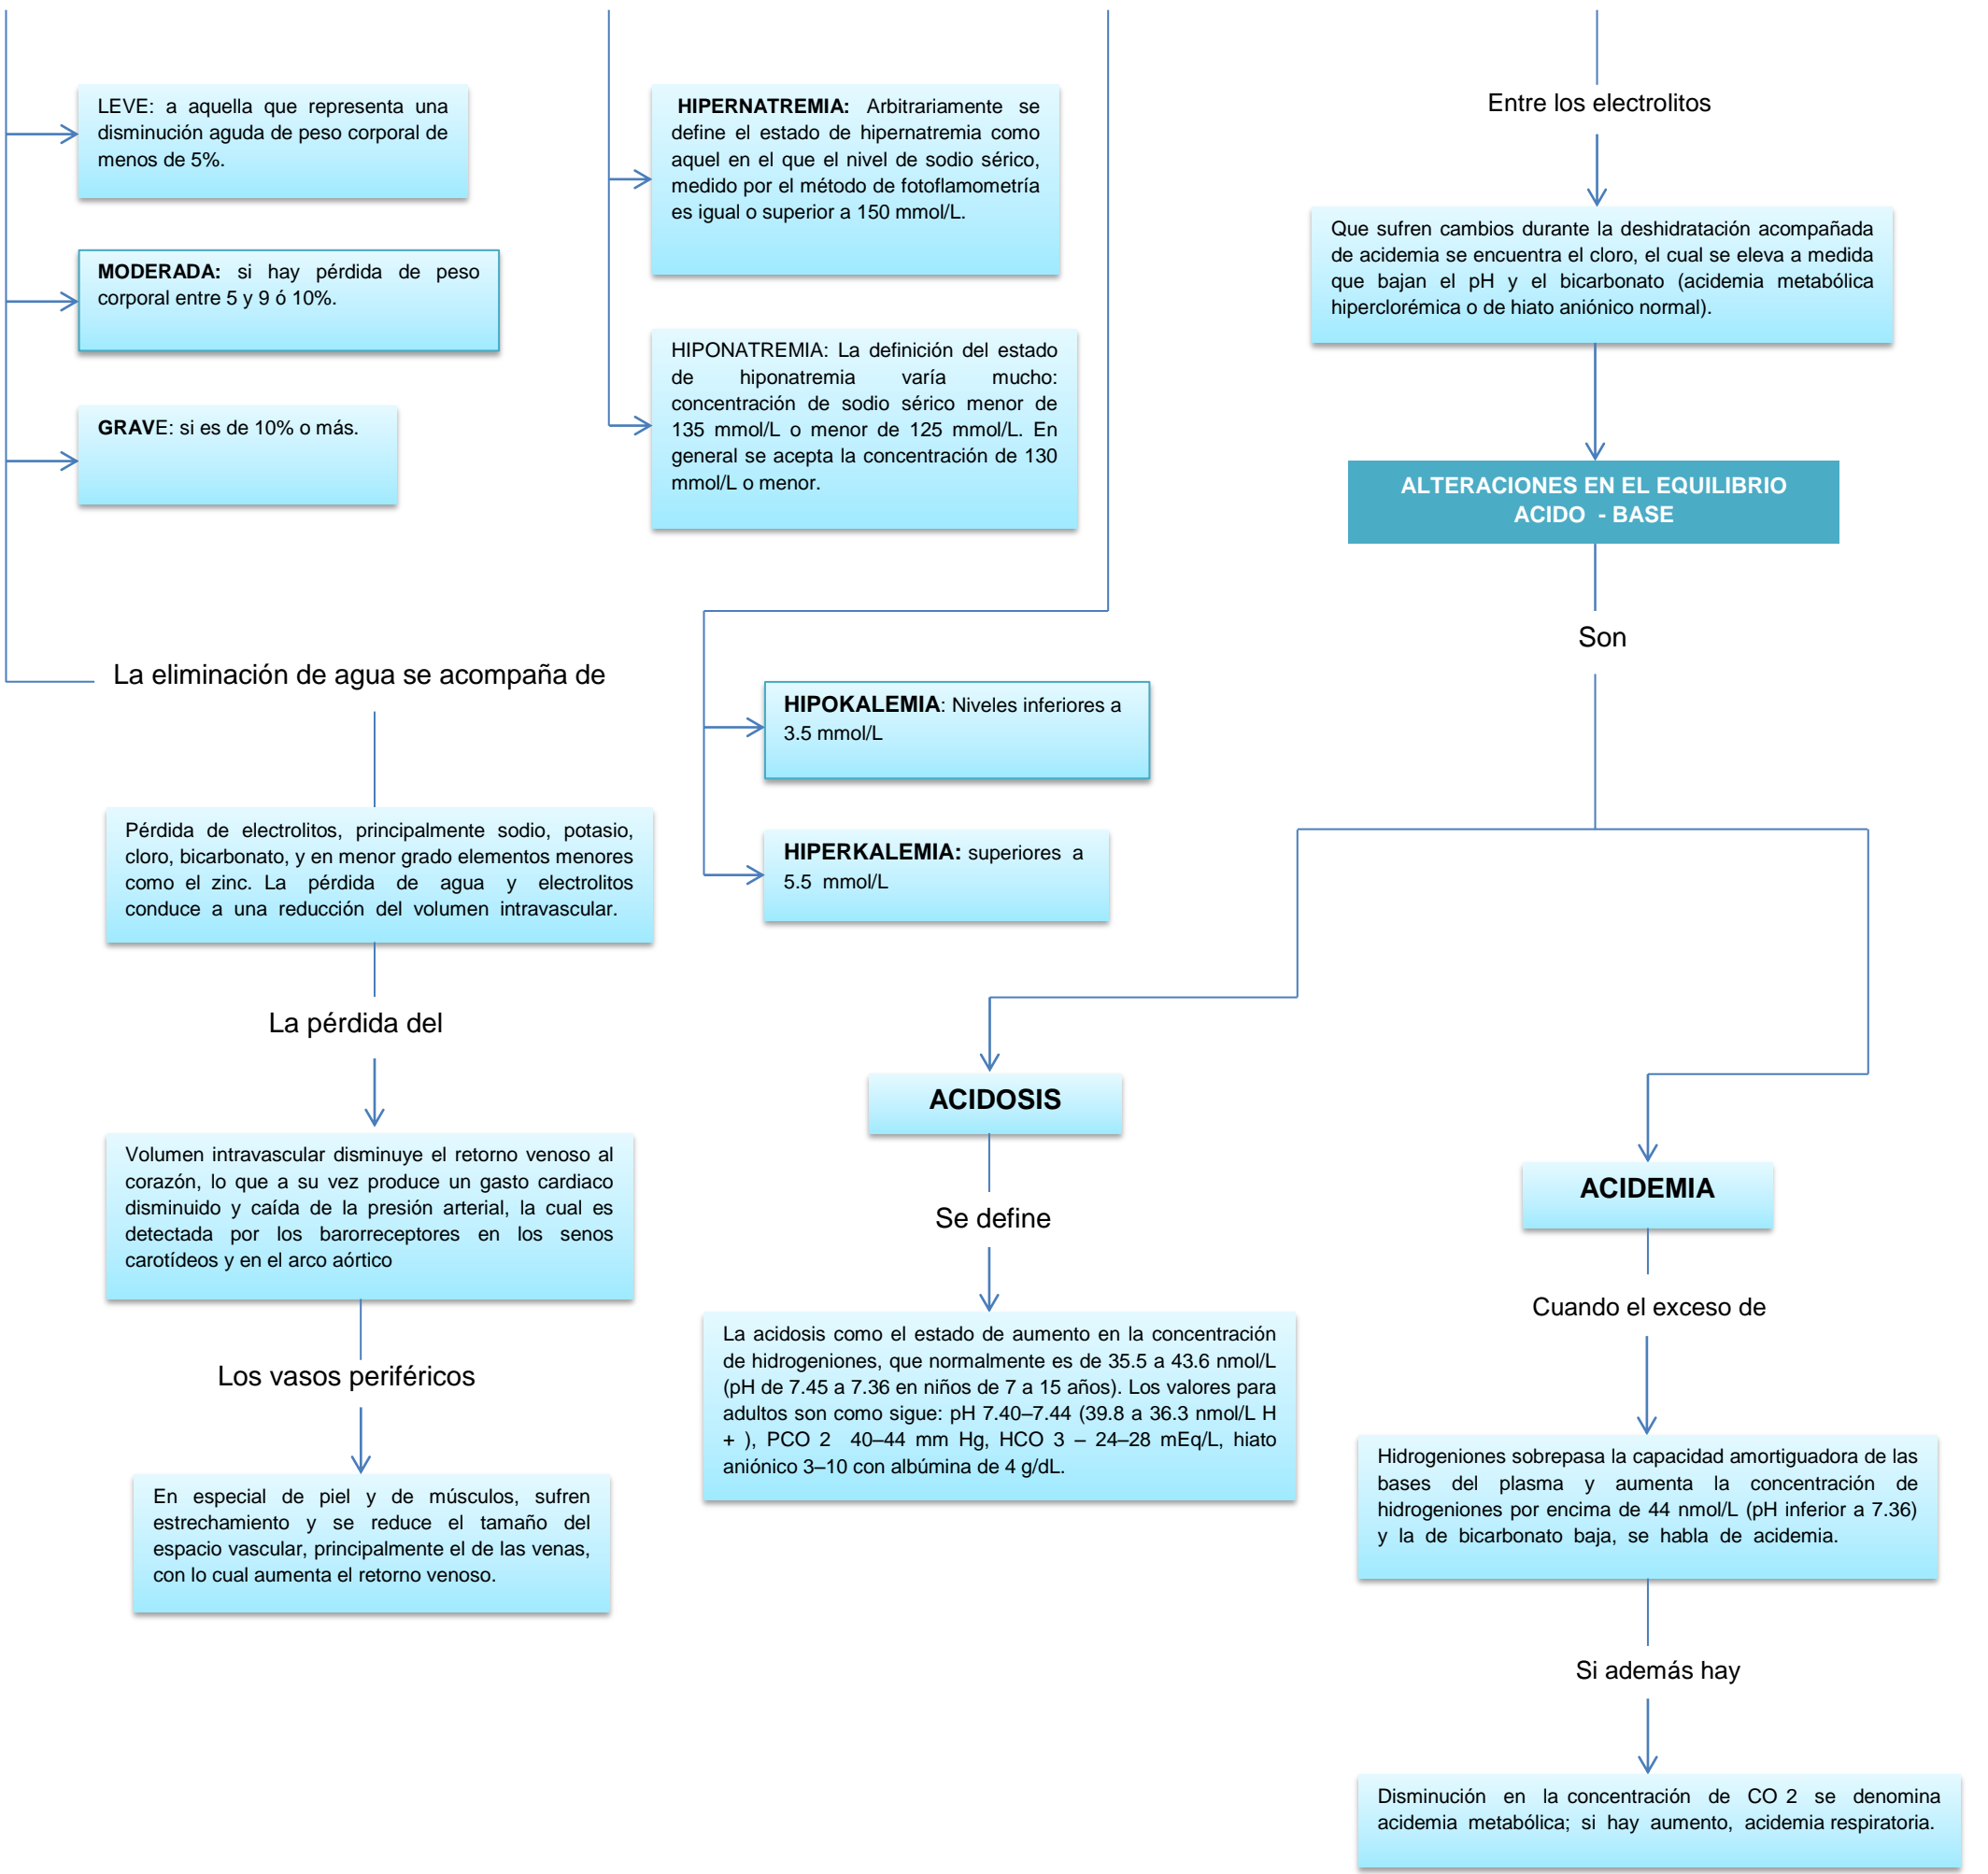 LEVE: a aquella que representa una
disminución aguda de peso corporal de
menos de 5%.
MODERADA: si hay pérdida de peso
corporal entre 5 y 9 ó 10%.
GRAVE: si es de 10% o más.
La eliminación de agua se acompaña de
Pérdida de electrolitos, principalmente sodio, potasio,
cloro, bicarbonato, y en menor grado elementos menores
como el zinc. La pérdida de agua y electrolitos
conduce a una reducción del volumen intravascular.
La pérdida del
Volumen intravascular disminuye el retorno venoso al
corazón, lo que a su vez produce un gasto cardiaco
disminuido y caída de la presión arterial, la cual es
detectada por los barorreceptores en los senos
carotídeos y en el arco aórtico
Los vasos periféricos
En especial de piel y de músculos, sufren
estrechamiento y se reduce el tamaño del
espacio vascular, principalmente el de las venas,
con lo cual aumenta el retorno venoso.
HIPERNATREMIA: Arbitrariamente se
define el estado de hipernatremia como
aquel en el que el nivel de sodio sérico,
medido por el método de fotoflamometría
es igual o superior a 150 mmol/L.
HIPONATREMIA: La definición del estado
de hiponatremia varía mucho:
concentración de sodio sérico menor de
135 mmol/L o menor de 125 mmol/L. En
general se acepta la concentración de 130
mmol/L o menor.
HIPOKALEMIA: Niveles inferiores a
3.5 mmol/L
HIPERKALEMIA: superiores a
5.5 mmol/L
Entre los electrolitos
Que sufren cambios durante la deshidratación acompañada
de acidemia se encuentra el cloro, el cual se eleva a medida
que bajan el pH y el bicarbonato (acidemia metabólica
hiperclorémica o de hiato aniónico normal).
ALTERACIONES EN EL EQUILIBRIO
ACIDO - BASE
Son
ACIDOSIS
Se define
La acidosis como el estado de aumento en la concentración
de hidrogeniones, que normalmente es de 35.5 a 43.6 nmol/L
(pH de 7.45 a 7.36 en niños de 7 a 15 años). Los valores para
adultos son como sigue: pH 7.40–7.44 (39.8 a 36.3 nmol/L H
+ ), PCO 2 40–44 mm Hg, HCO 3 – 24–28 mEq/L, hiato
aniónico 3–10 con albúmina de 4 g/dL.
ACIDEMIA
Cuando el exceso de
Hidrogeniones sobrepasa la capacidad amortiguadora de las
bases del plasma y aumenta la concentración de
hidrogeniones por encima de 44 nmol/L (pH inferior a 7.36)
y la de bicarbonato baja, se habla de acidemia.
Si además hay
Disminución en la concentración de CO 2 se denomina
acidemia metabólica; si hay aumento, acidemia respiratoria.